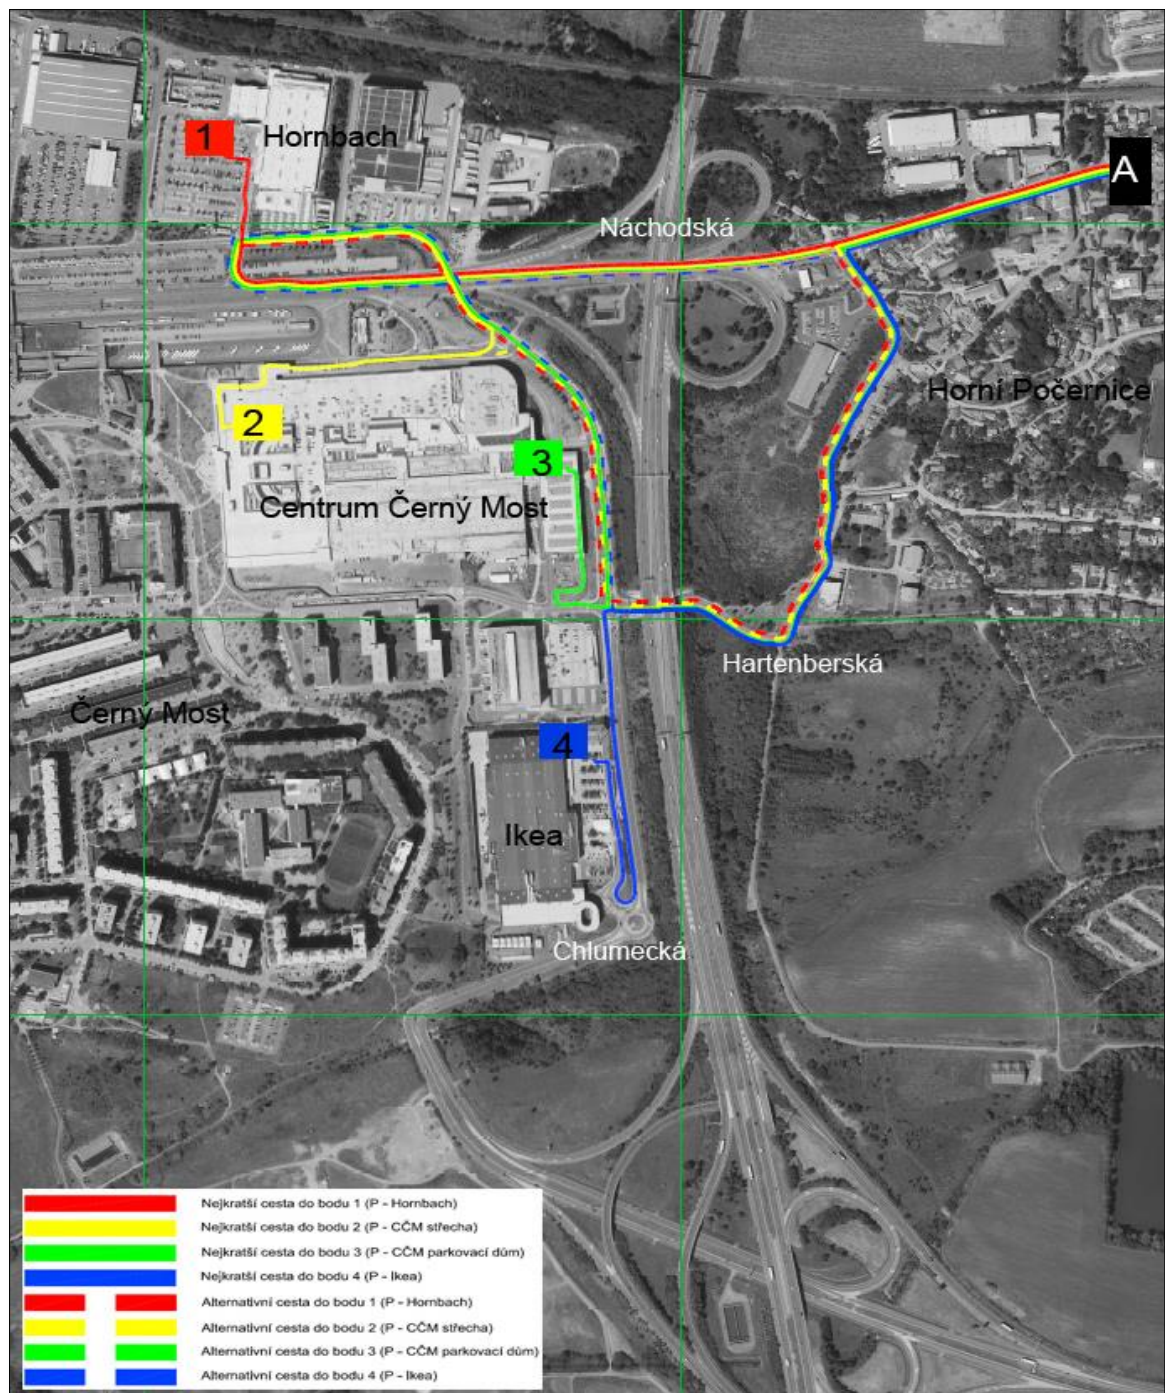 1
Hornbach
A
Náchodská
Horní Počernice
2
3
Centrum Černý Most
Hartenberská
Černý Most
4
Ikea
Chlumecká
Nejkratší cesta do bodu 1 (P - Hornbach)
Nejkratší cesta do bodu 2 (P - CČM střecha)
Nejkratší cesta do bodu 3 (P - CČM parkovací dům)
Nejkratší cesta do bodu 4 (P - Ikea)
Alternativní cesta do bodu 1 (P - Hornbach)
Alternativní cesta do bodu 2 (P - CČM střecha)
Alternativní cesta do bodu 3 (P - CČM parkovací dům)
Alternativní cesta do bodu 4 (P - Ikea)